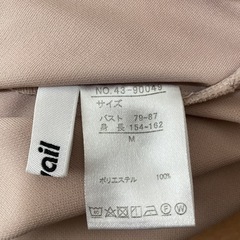 NO.43-90049
サイズ
バスト 79-87
身長 154-162
M
ポリエステル 100%
vail